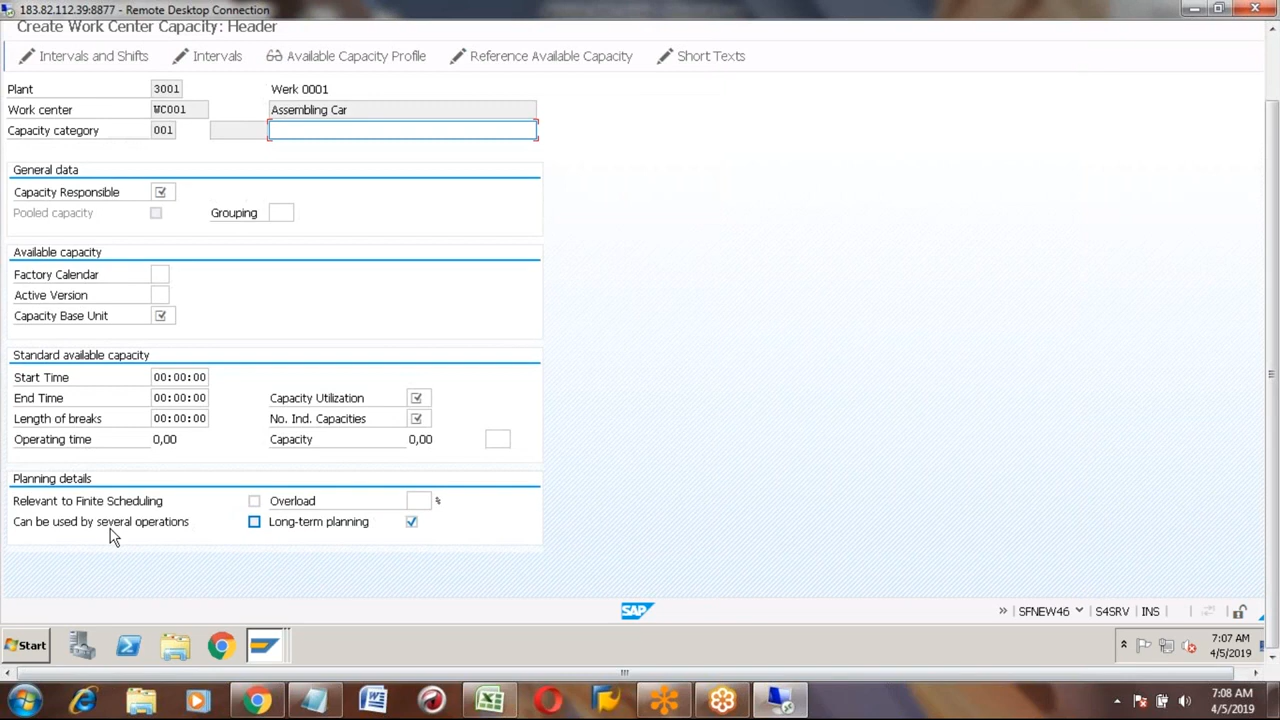 183.82.112.39:8877 - Remote Desktop Connection
Create Work Center Capacity: Header
Intervals and Shifts Intervals Available Capacity Profile Reference Available Capacity Short Texts
Plant 3001 Werk 0001
Work center WC001 Assembling Car
Capacity category 001
General data
Capacity Responsible
Pooled capacity Grouping
Available capacity
Factory Calendar
Active Version
Capacity Base Unit
Standard available capacity
Start Time 00:00:00
End Time 00:00:00 Capacity Utilization
Length of breaks 00:00:00 No. Ind. Capacities
Operating time 0,00 Capacity 0,00
Planning details
Relevant to Finite Scheduling Overload %
Can be used by several operations Long-term planning
SAP SFNEW46 S4SRV INS
Start 7:07 AM
4/5/2019
7:08 AM
4/5/2019